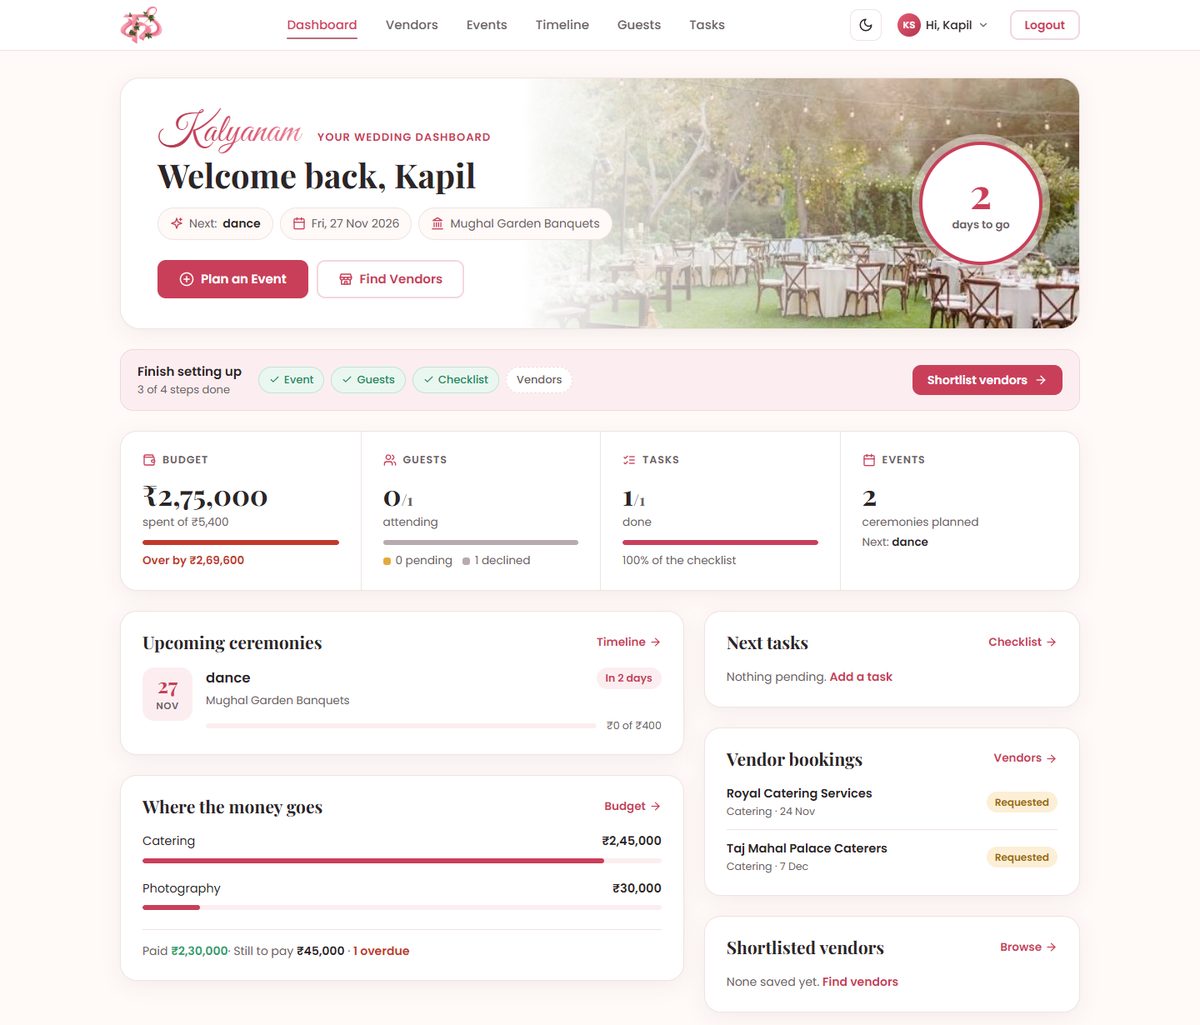 Dashboard Vendors Events Timeline Guests Tasks KS Hi, Kapil Logout
Kalyanam YOUR WEDDING DASHBOARD
Welcome back, Kapil
Next: dance Fri, 27 Nov 2026 Mughal Garden Banquets
Plan an Event Find Vendors
2
days to go
Finish setting up
3 of 4 steps done
Event Guests Checklist Vendors
Shortlist vendors →
BUDGET
₹2,75,000
spent of ₹5,400
Over by ₹2,69,600
GUESTS
0/1
attending
0 pending 1 declined
TASKS
1/1
done
100% of the checklist
EVENTS
2
ceremonies planned
Next: dance
Upcoming ceremonies Timeline →
27
NOV
dance In 2 days
Mughal Garden Banquets
₹0 of ₹400
Where the money goes Budget →
Catering ₹2,45,000
Photography ₹30,000
Paid ₹2,30,000· Still to pay ₹45,000 · 1 overdue
Next tasks Checklist →
Nothing pending. Add a task
Vendor bookings Vendors →
Royal Catering Services
Catering · 24 Nov
Requested
Taj Mahal Palace Caterers
Catering · 7 Dec
Requested
Shortlisted vendors Browse →
None saved yet. Find vendors